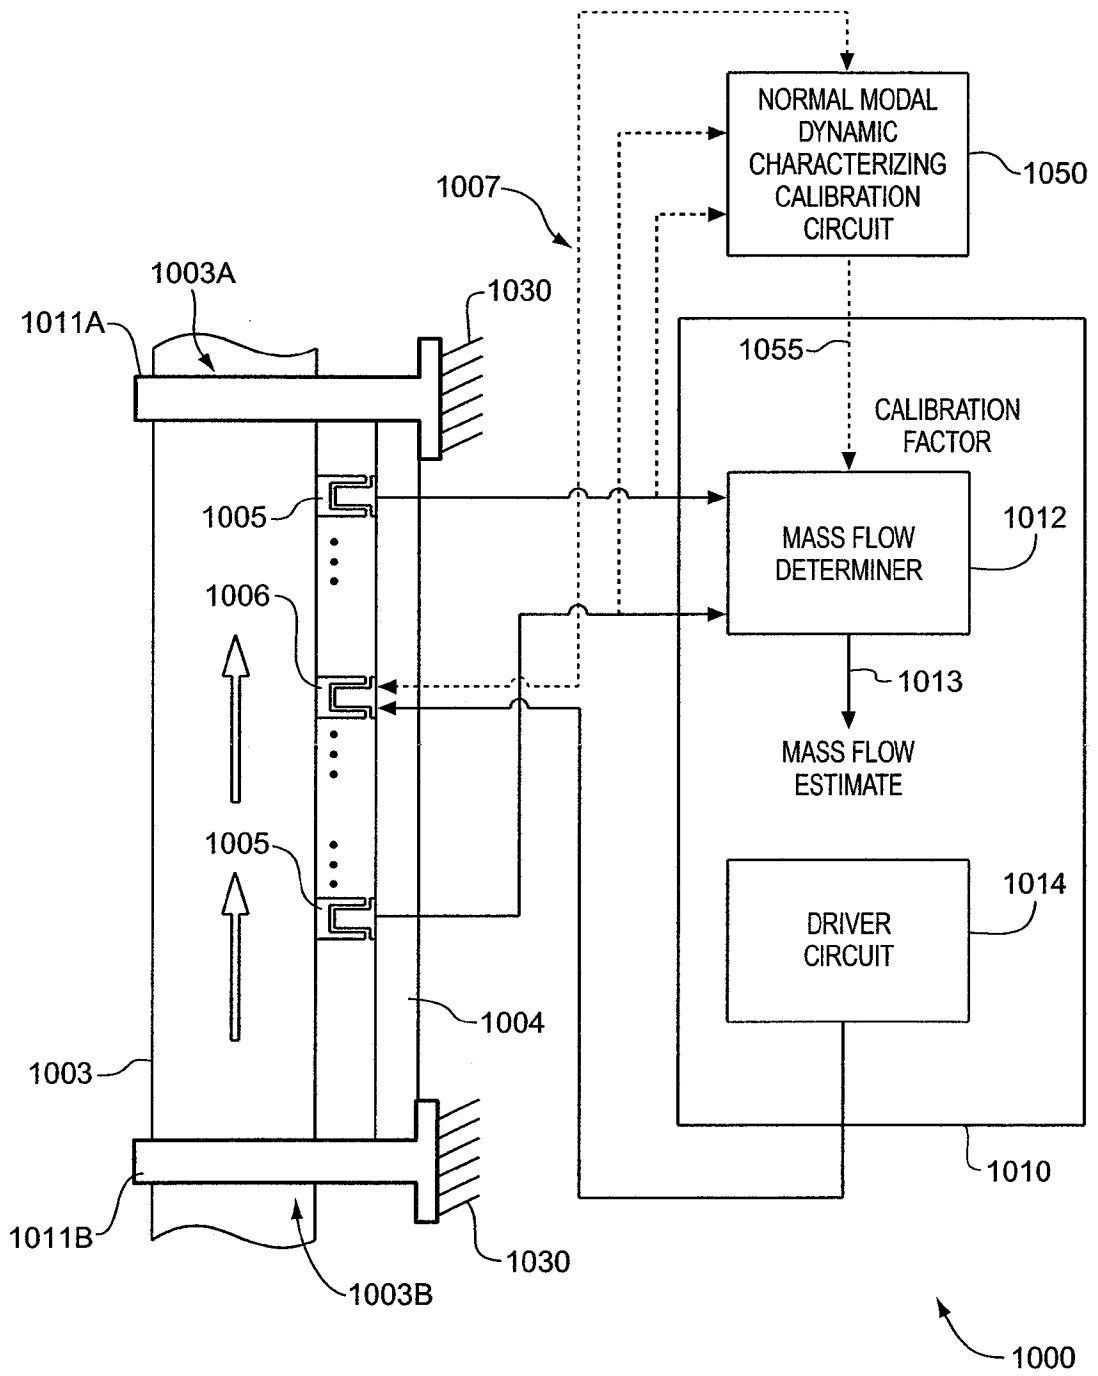 NORMAL MODAL
DYNAMIC
CHARACTERIZING
CALIBRATION
CIRCUIT
1050
1007
1003A
1030
1011A
1055
CALIBRATION
FACTOR
1005
MASS FLOW
DETERMINER
1012
1006
1013
MASS FLOW
ESTIMATE
1005
1014
DRIVER
CIRCUIT
1004
1003
1010
1011B
1030
1003B
1000